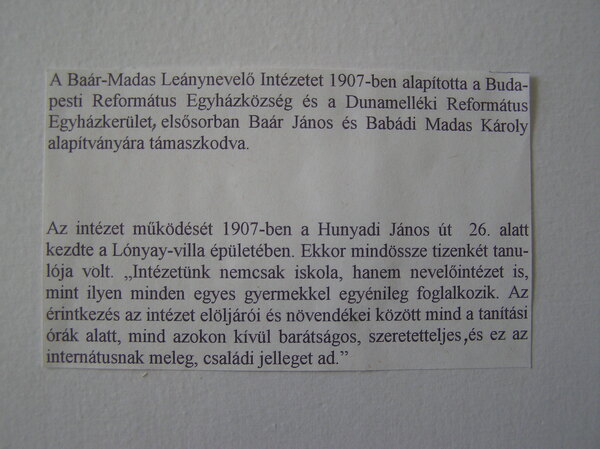 A Baár-Madas Leánynevelő Intézetet 1907-ben alapította a Buda-
pesti Református Egyházközség és a Dunamelléki Református
Egyházkerület, elsősorban Baár János és Babádi Madas Károly
alapítványára támaszkodva.
Az intézet működését 1907-ben a Hunyadi János út 26. alatt
kezdte a Lónyay-villa épületében. Ekkor mindössze tizenkét tanu-
lója volt. „Intézetünk nemcsak iskola, hanem nevelőintézet is,
mint ilyen minden egyes gyermekkel egyénileg foglalkozik. Az
érintkezés az intézet elöljárói és növendékei között mind a tanítási
órák alatt, mind azokon kívül barátságos, szeretetteljes,és ez az
internátusnak meleg, családi jelleget ad.”